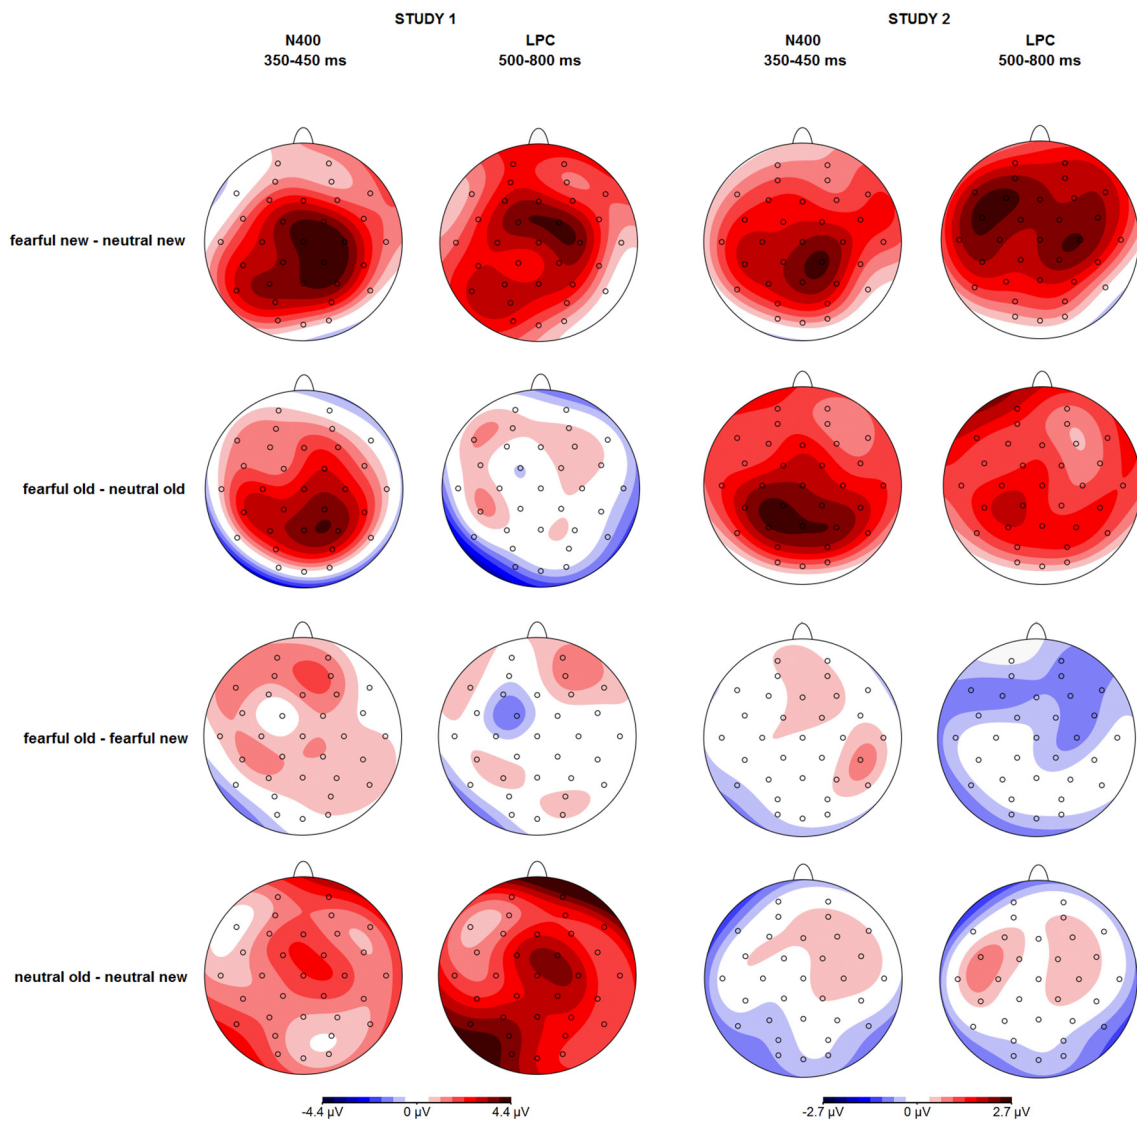 STUDY 1
STUDY 2
N400
350-450 ms
LPC
500-800 ms
N400
350-450 ms
LPC
500-800 ms
fearful new - neutral new
fearful old - neutral old
fearful old - fearful new
neutral old - neutral new
-4.4 µV 0 µV 4.4 µV
-2.7 µV 0 µV 2.7 µV